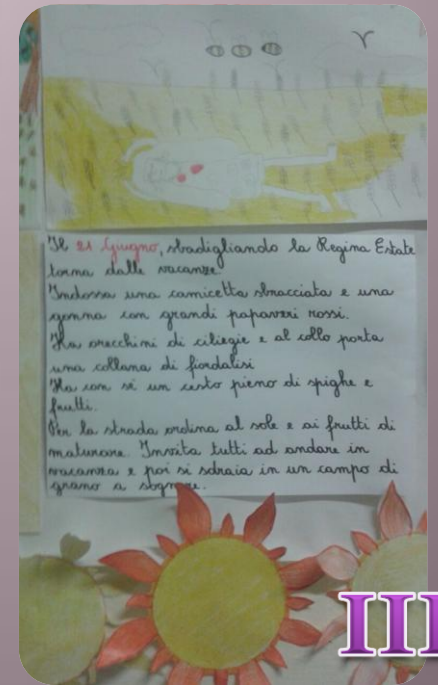 Il 21 Giugno, sbadigliando la Regina Estate
torna dalle vacanze.
Indossa una camicetta sbracciata e una
gonna con grandi papaveri rossi.
Ha orecchini di ciliegie e al collo porta
una collana di fiordalisi
Ha con sé un cesto pieno di spighe e
frutti.
Per la strada ordina al sole e ai frutti di
maturare. Invita tutti ad andare in
vacanza e poi si sdraia in un campo di
grano a sognare.
III